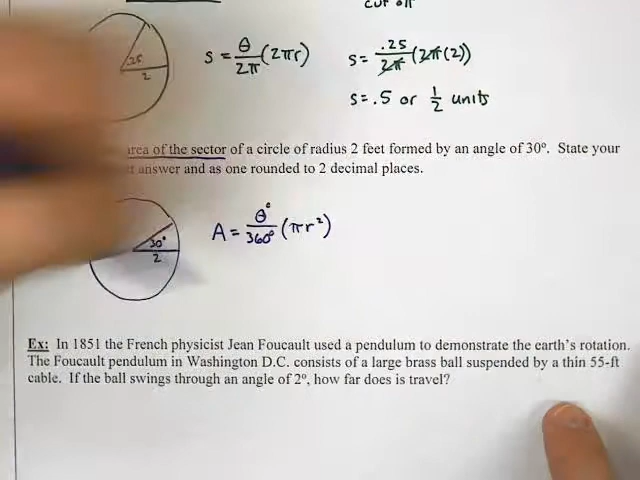 cut off
s = θ/2π (2πr)
s = .25/2π (2π(2))
.25
2
s = .5 or 1/2 units
area of the sector of a circle of radius 2 feet formed by an angle of 30°. State your
answer and as one rounded to 2 decimal places.
A = θ°/360° (πr²)
30°
2
Ex: In 1851 the French physicist Jean Foucault used a pendulum to demonstrate the earth's rotation.
The Foucault pendulum in Washington D.C. consists of a large brass ball suspended by a thin 55-ft
cable. If the ball swings through an angle of 2°, how far does is travel?